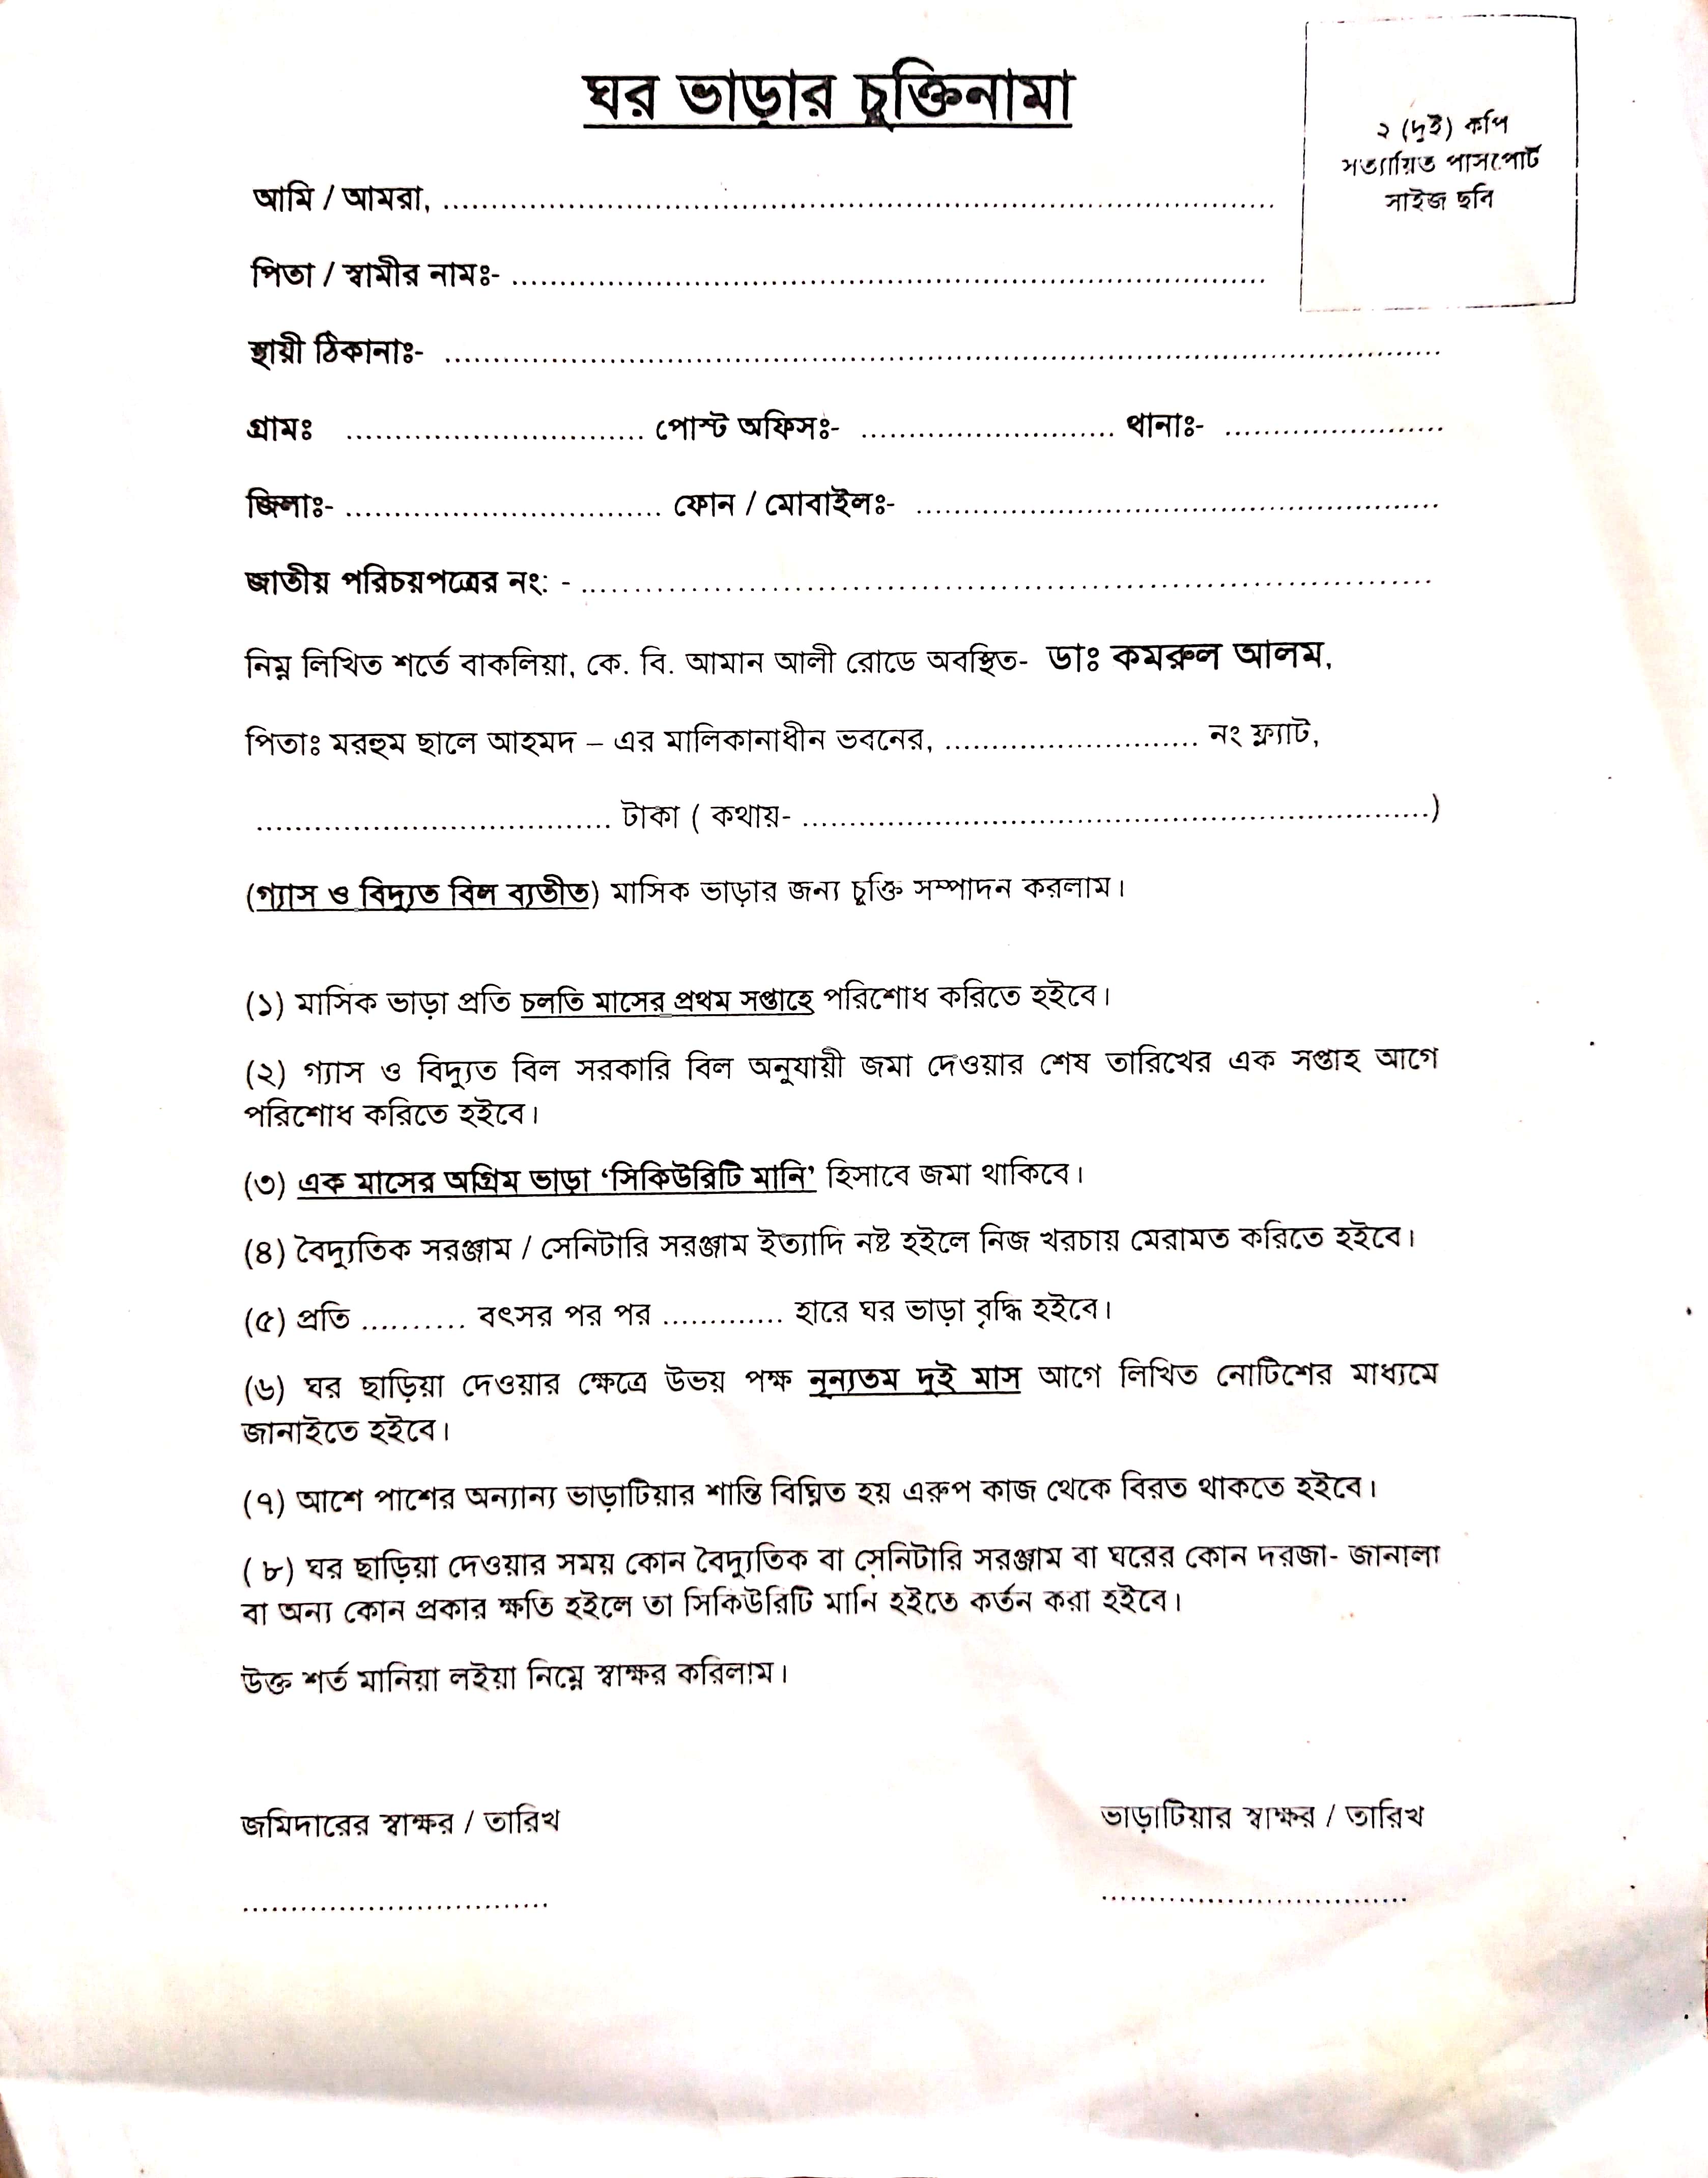 ঘর ভাড়ার চুক্তিনামা
২ (দুই) কপি
সত্যায়িত পাসপোর্ট
সাইজ ছবি
আমি / আমরা, ........................................................................................
পিতা / স্বামীর নামঃ- ................................................................................
স্থায়ী ঠিকানাঃ- ..........................................................................................................
গ্রামঃ ............................... পোস্ট অফিসঃ- .......................... থানাঃ- .......................
জিলাঃ- ................................. ফোন / মোবাইলঃ- ......................................................
জাতীয় পরিচয়পত্রের নং: - .........................................................................................
নিম্ন লিখিত শর্তে বাকলিয়া, কে. বি. আমান আলী রোডে অবস্থিত- ডাঃ কমরুল আলম,
পিতাঃ মরহুম ছালে আহমদ – এর মালিকানাধীন ভবনের, .......................... নং ফ্ল্যাট,
..................................... টাকা ( কথায়- .................................................................)
(গ্যাস ও বিদ্যুত বিল ব্যতীত) মাসিক ভাড়ার জন্য চুক্তি সম্পাদন করলাম।
(১) মাসিক ভাড়া প্রতি চলতি মাসের প্রথম সপ্তাহে পরিশোধ করিতে হইবে।
(২) গ্যাস ও বিদ্যুত বিল সরকারি বিল অনুযায়ী জমা দেওয়ার শেষ তারিখের এক সপ্তাহ আগে
পরিশোধ করিতে হইবে।
(৩) এক মাসের অগ্রিম ভাড়া ‘সিকিউরিটি মানি’ হিসাবে জমা থাকিবে।
(৪) বৈদ্যুতিক সরঞ্জাম / সেনিটারি সরঞ্জাম ইত্যাদি নষ্ট হইলে নিজ খরচায় মেরামত করিতে হইবে।
(৫) প্রতি ........... বৎসর পর পর ............. হারে ঘর ভাড়া বৃদ্ধি হইবে।
(৬) ঘর ছাড়িয়া দেওয়ার ক্ষেত্রে উভয় পক্ষ নূন্যতম দুই মাস আগে লিখিত নোটিশের মাধ্যমে
জানাইতে হইবে।
(৭) আশে পাশের অন্যান্য ভাড়াটিয়ার শান্তি বিঘ্নিত হয় এরুপ কাজ থেকে বিরত থাকতে হইবে।
( ৮) ঘর ছাড়িয়া দেওয়ার সময় কোন বৈদ্যুতিক বা সেনিটারি সরঞ্জাম বা ঘরের কোন দরজা- জানালা
বা অন্য কোন প্রকার ক্ষতি হইলে তা সিকিউরিটি মানি হইতে কর্তন করা হইবে।
উক্ত শর্ত মানিয়া লইয়া নিম্নে স্বাক্ষর করিলাম।
জমিদারের স্বাক্ষর / তারিখ
ভাড়াটিয়ার স্বাক্ষর / তারিখ
................................
................................